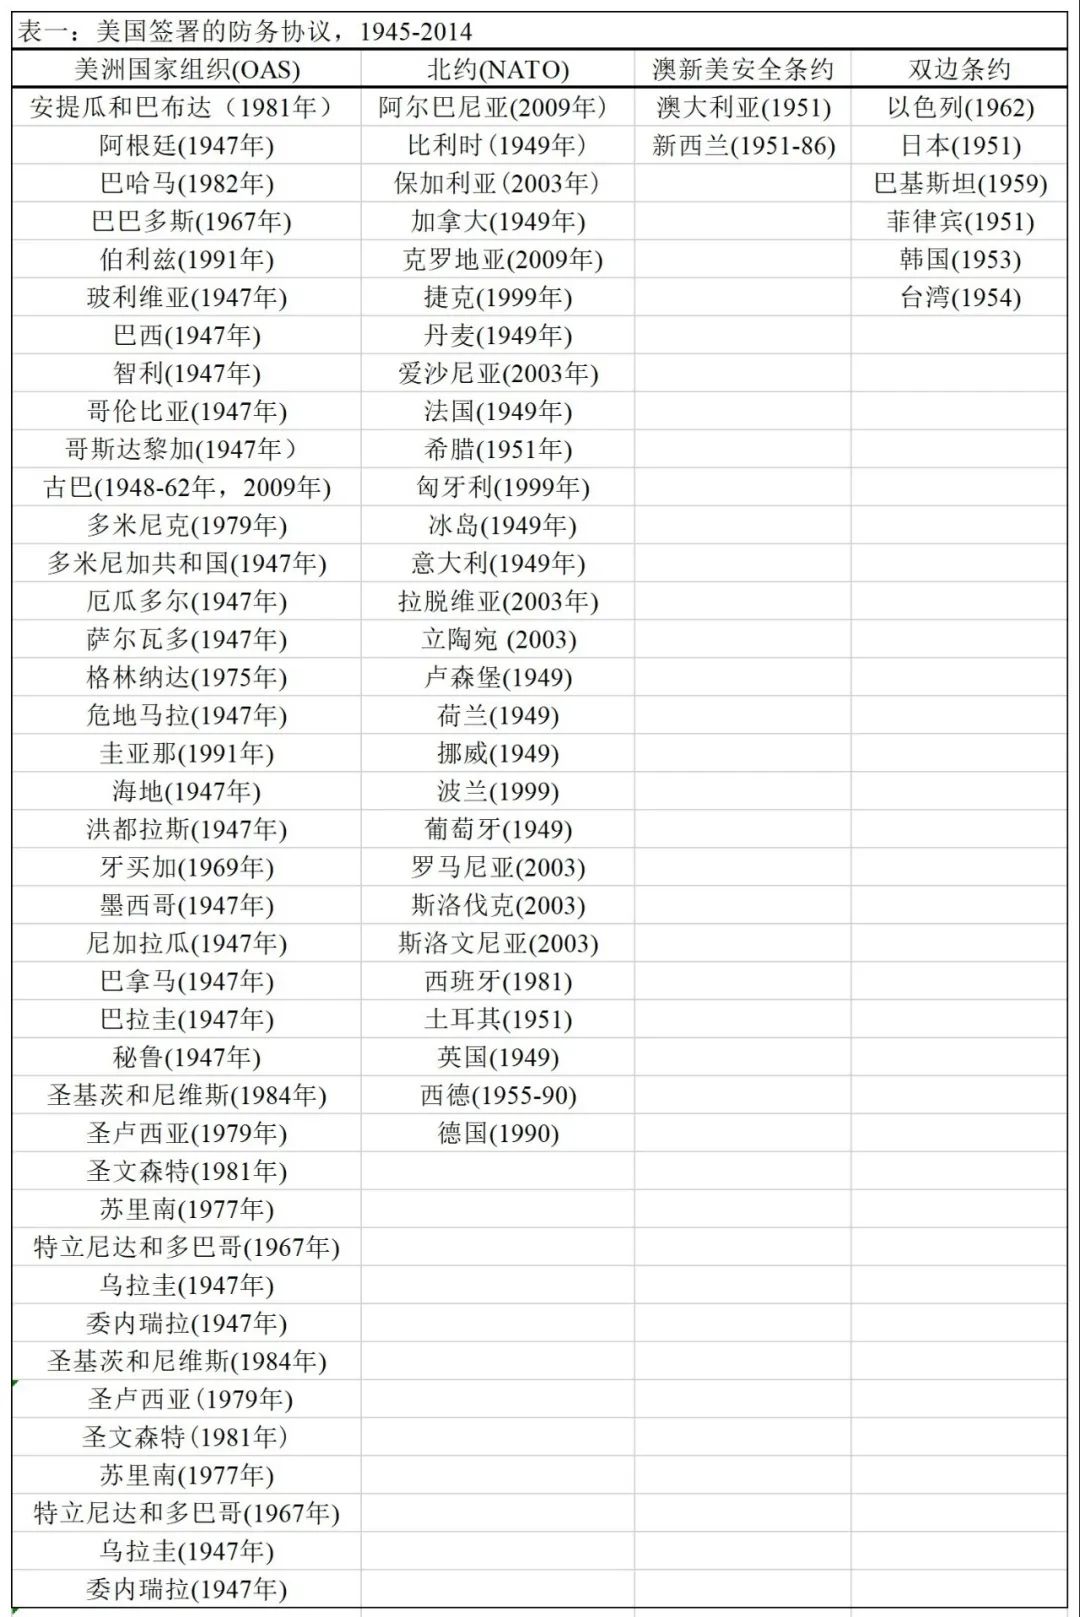 表一：美国签署的防务协议，1945-2014
美洲国家组织(OAS) 北约(NATO) 澳新美安全条约 双边条约
安提瓜和巴布达（1981年） 阿尔巴尼亚(2009年) 澳大利亚(1951) 以色列(1962)
阿根廷(1947年) 比利时(1949年) 新西兰(1951-86) 日本(1951)
巴哈马(1982年) 保加利亚(2003年) 巴基斯坦(1959)
巴巴多斯(1967年) 加拿大(1949年) 菲律宾(1951)
伯利兹(1991年) 克罗地亚(2009年) 韩国(1953)
玻利维亚(1947年) 捷克(1999年) 台湾(1954)
巴西(1947年) 丹麦(1949年)
智利(1947年) 爱沙尼亚(2003年)
哥伦比亚(1947年) 法国(1949年)
哥斯达黎加(1947年） 希腊(1951年)
古巴(1948-62年，2009年) 匈牙利(1999年)
多米尼克(1979年) 冰岛(1949年)
多米尼加共和国(1947年) 意大利(1949年)
厄瓜多尔(1947年) 拉脱维亚(2003年)
萨尔瓦多(1947年) 立陶宛 (2003)
格林纳达(1975年) 卢森堡(1949)
危地马拉(1947年) 荷兰(1949)
圭亚那(1991年) 挪威(1949)
海地(1947年) 波兰(1999)
洪都拉斯(1947年) 葡萄牙(1949)
牙买加(1969年) 罗马尼亚(2003)
墨西哥(1947年) 斯洛伐克(2003)
尼加拉瓜(1947年) 斯洛文尼亚(2003)
巴拿马(1947年) 西班牙(1981)
巴拉圭(1947年) 土耳其(1951)
秘鲁(1947年) 英国(1949)
圣基茨和尼维斯(1984年) 西德(1955-90)
圣卢西亚(1979年) 德国(1990)
圣文森特(1981年)
苏里南(1977年)
特立尼达和多巴哥(1967年)
乌拉圭(1947年)
委内瑞拉(1947年)
圣基茨和尼维斯(1984年)
圣卢西亚(1979年)
圣文森特(1981年)
苏里南(1977年)
特立尼达和多巴哥(1967年)
乌拉圭(1947年)
委内瑞拉(1947年)